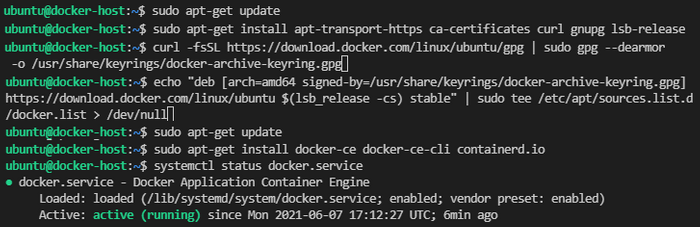 ubuntu@docker-host:~$ sudo apt-get update
ubuntu@docker-host:~$ sudo apt-get install apt-transport-https ca-certificates curl gnupg lsb-release
ubuntu@docker-host:~$ curl -fsSL https://download.docker.com/linux/ubuntu/gpg | sudo gpg --dearmor
-o /usr/share/keyrings/docker-archive-keyring.gpg
ubuntu@docker-host:~$ echo "deb [arch=amd64 signed-by=/usr/share/keyrings/docker-archive-keyring.gpg]
https://download.docker.com/linux/ubuntu $(lsb_release -cs) stable" | sudo tee /etc/apt/sources.list.d
/docker.list > /dev/null
ubuntu@docker-host:~$ sudo apt-get update
ubuntu@docker-host:~$ sudo apt-get install docker-ce docker-ce-cli containerd.io
ubuntu@docker-host:~$ systemctl status docker.service
● docker.service - Docker Application Container Engine
Loaded: loaded (/lib/systemd/system/docker.service; enabled; vendor preset: enabled)
Active: active (running) since Mon 2021-06-07 17:12:27 UTC; 6min ago